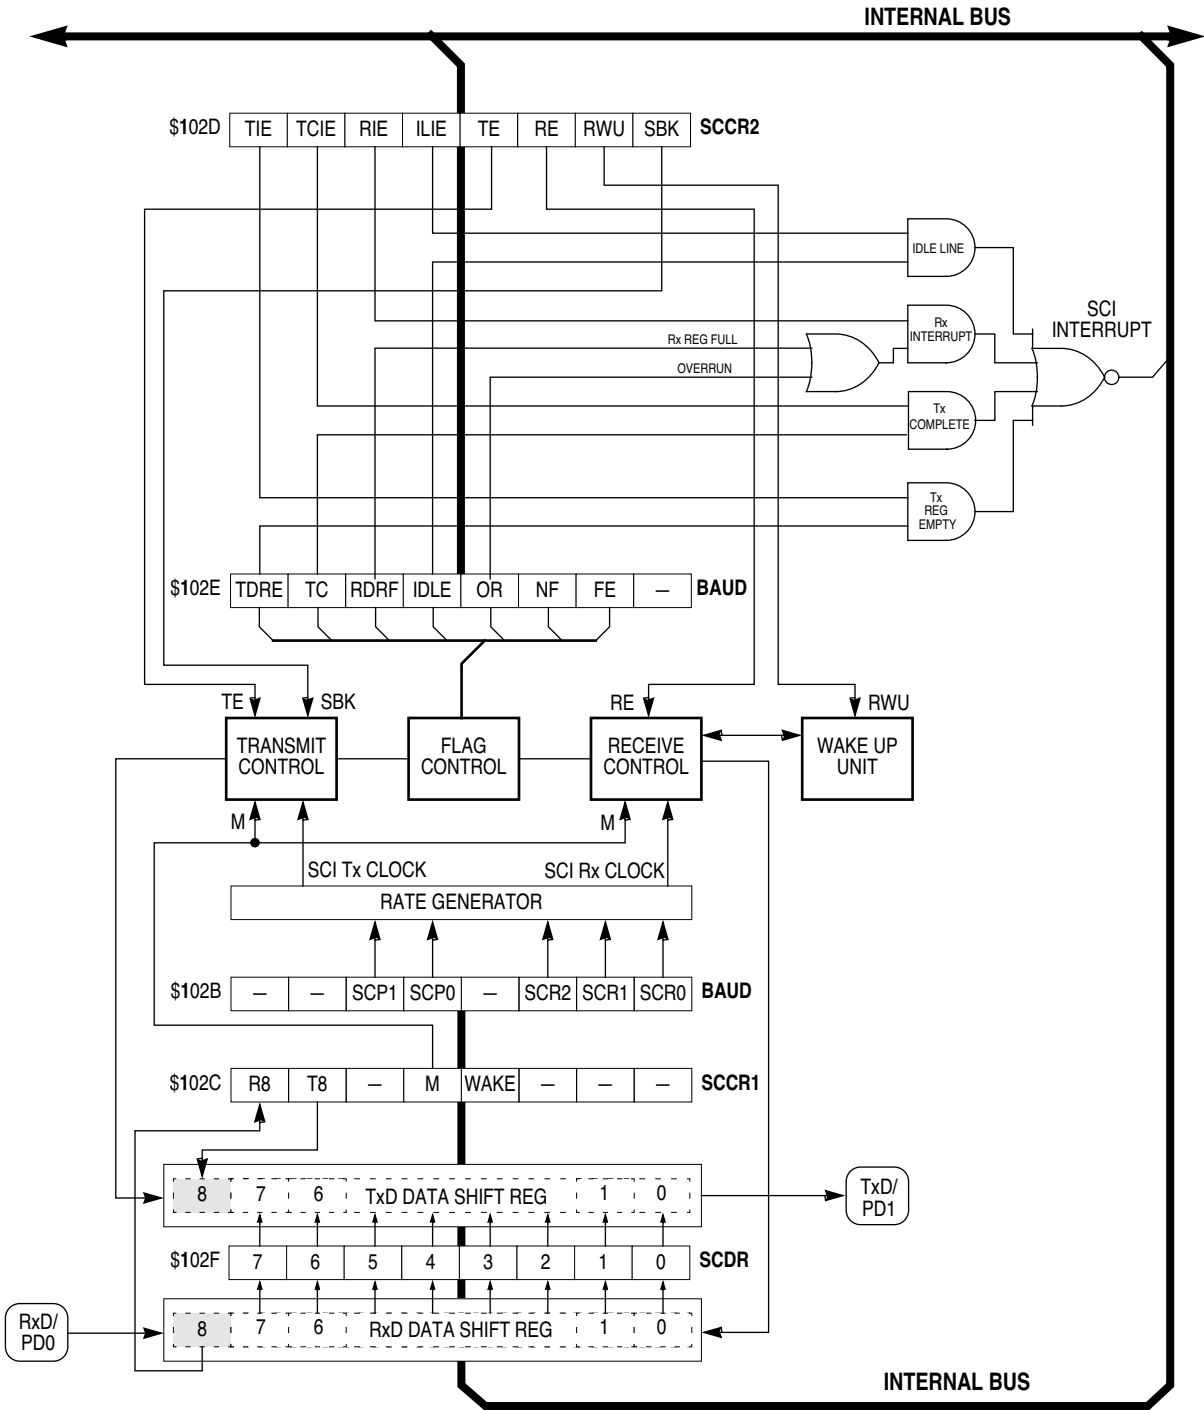 INTERNAL BUS
$102D TIE TCIE RIE ILIE TE RE RWU SBK SCCR2
IDLE LINE
SCI
INTERRUPT
Rx
INTERRUPT
Rx REG FULL
OVERRUN
Tx
COMPLETE
Tx
REG
EMPTY
$102E TDRE TC RDRF IDLE OR NF FE — BAUD
TE SBK RE RWU
TRANSMIT
CONTROL
FLAG
CONTROL
RECEIVE
CONTROL
WAKE UP
UNIT
M M
SCI Tx CLOCK SCI Rx CLOCK
RATE GENERATOR
$102B — — SCP1 SCP0 — SCR2 SCR1 SCR0 BAUD
$102C R8 T8 — M WAKE — — — SCCR1
8 7 6 TxD DATA SHIFT REG 1 0
TxD/
PD1
$102F 7 6 5 4 3 2 1 0 SCDR
RxD/
PD0
8 7 6 RxD DATA SHIFT REG 1 0
INTERNAL BUS